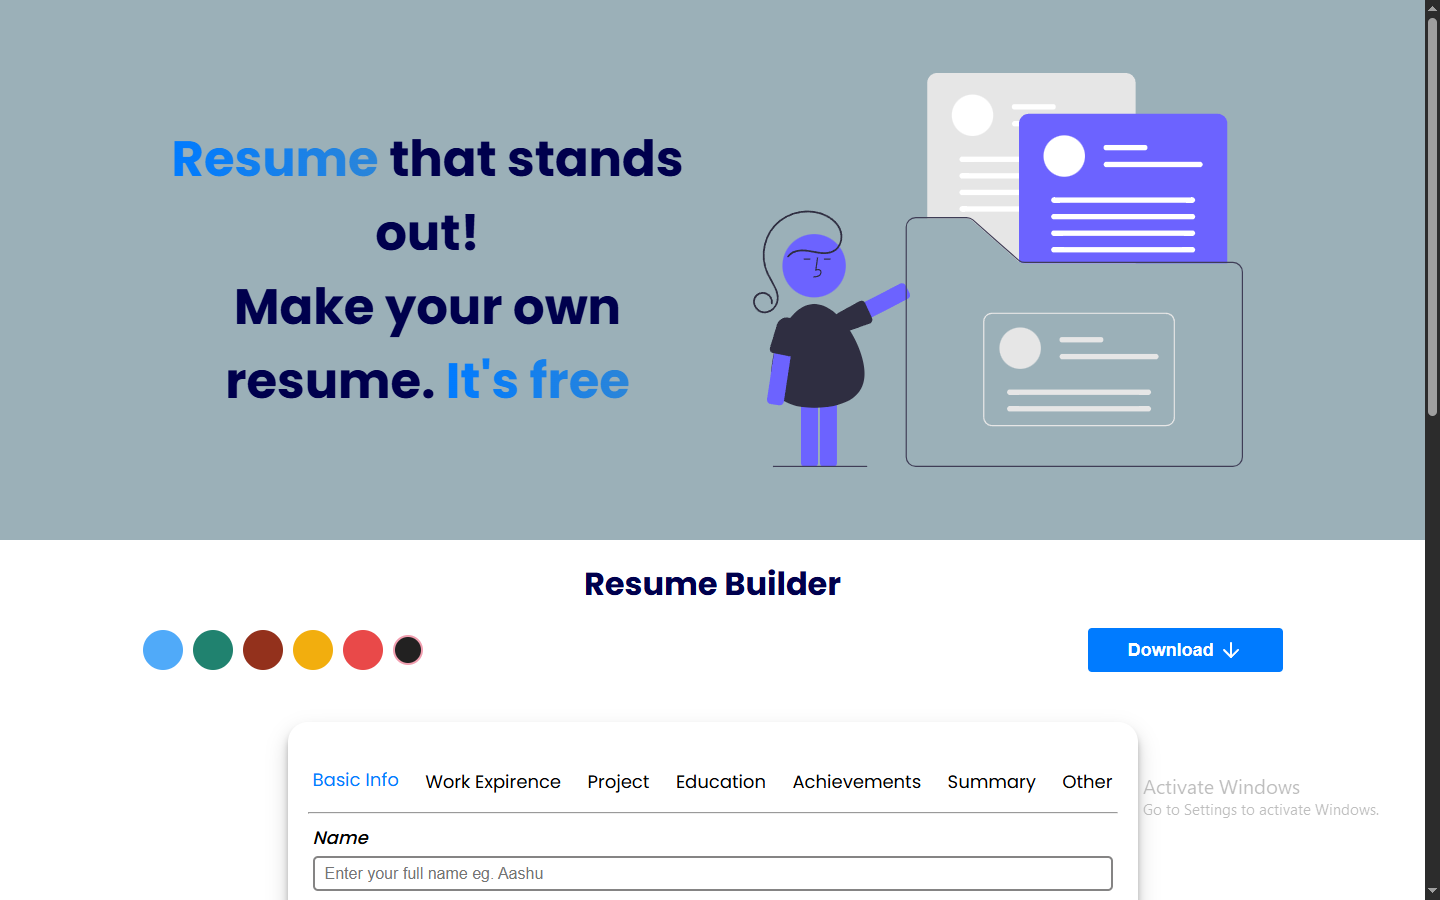 Resume that stands
out!
Make your own
resume. It's free
Resume Builder
Download
Basic Info Work Expirence Project Education Achievements Summary Other
Activate Windows
Go to Settings to activate Windows.
Name
Enter your full name eg. Aashu